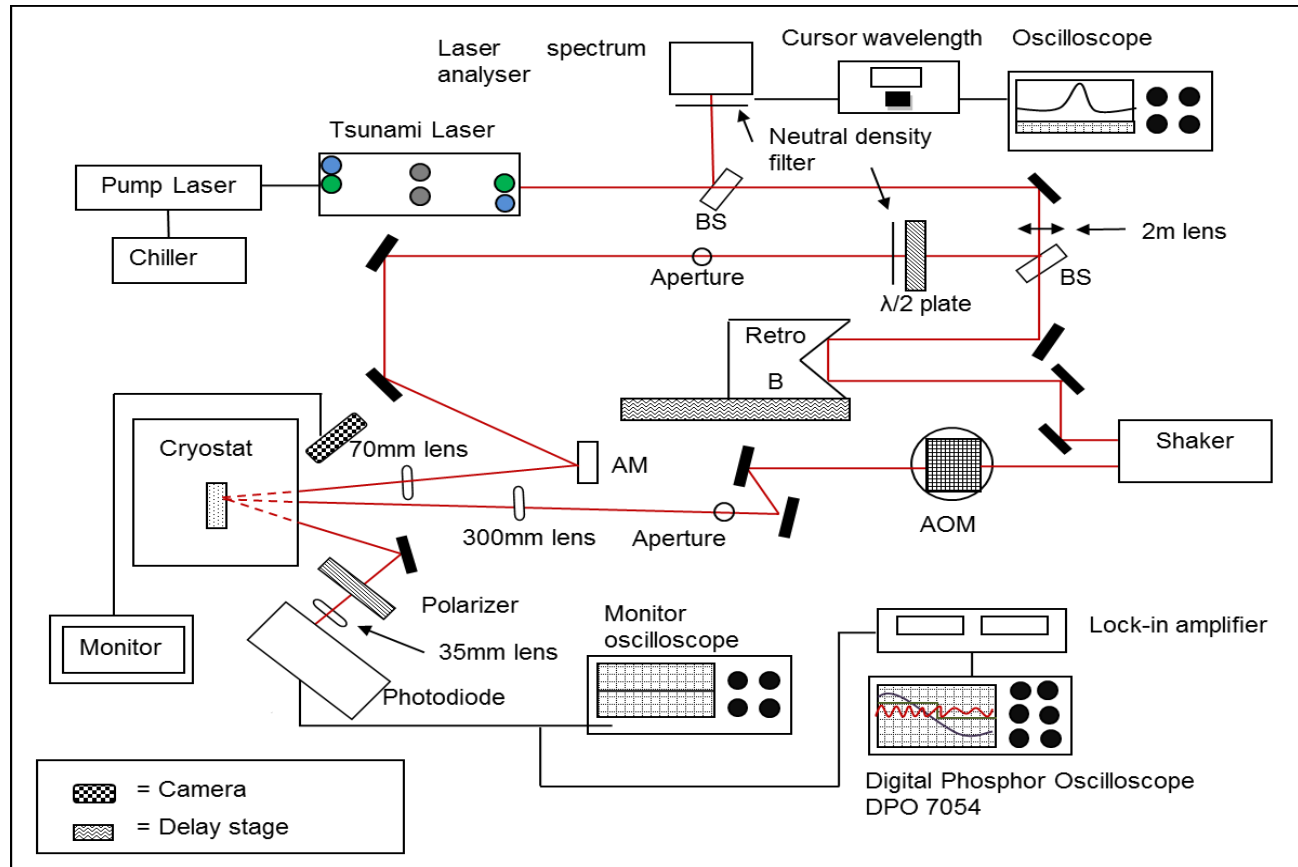 Laser spectrum
analyser
Cursor wavelength
Oscilloscope
Tsunami Laser
Neutral density
filter
Pump Laser
BS
2m lens
Chiller
Aperture
BS
λ/2 plate
Retro
B
Cryostat
70mm lens
AM
Shaker
300mm lens
Aperture
AOM
Polarizer
Monitor
oscilloscope
Lock-in amplifier
Monitor
35mm lens
Photodiode
Digital Phosphor Oscilloscope
DPO 7054
= Camera
= Delay stage